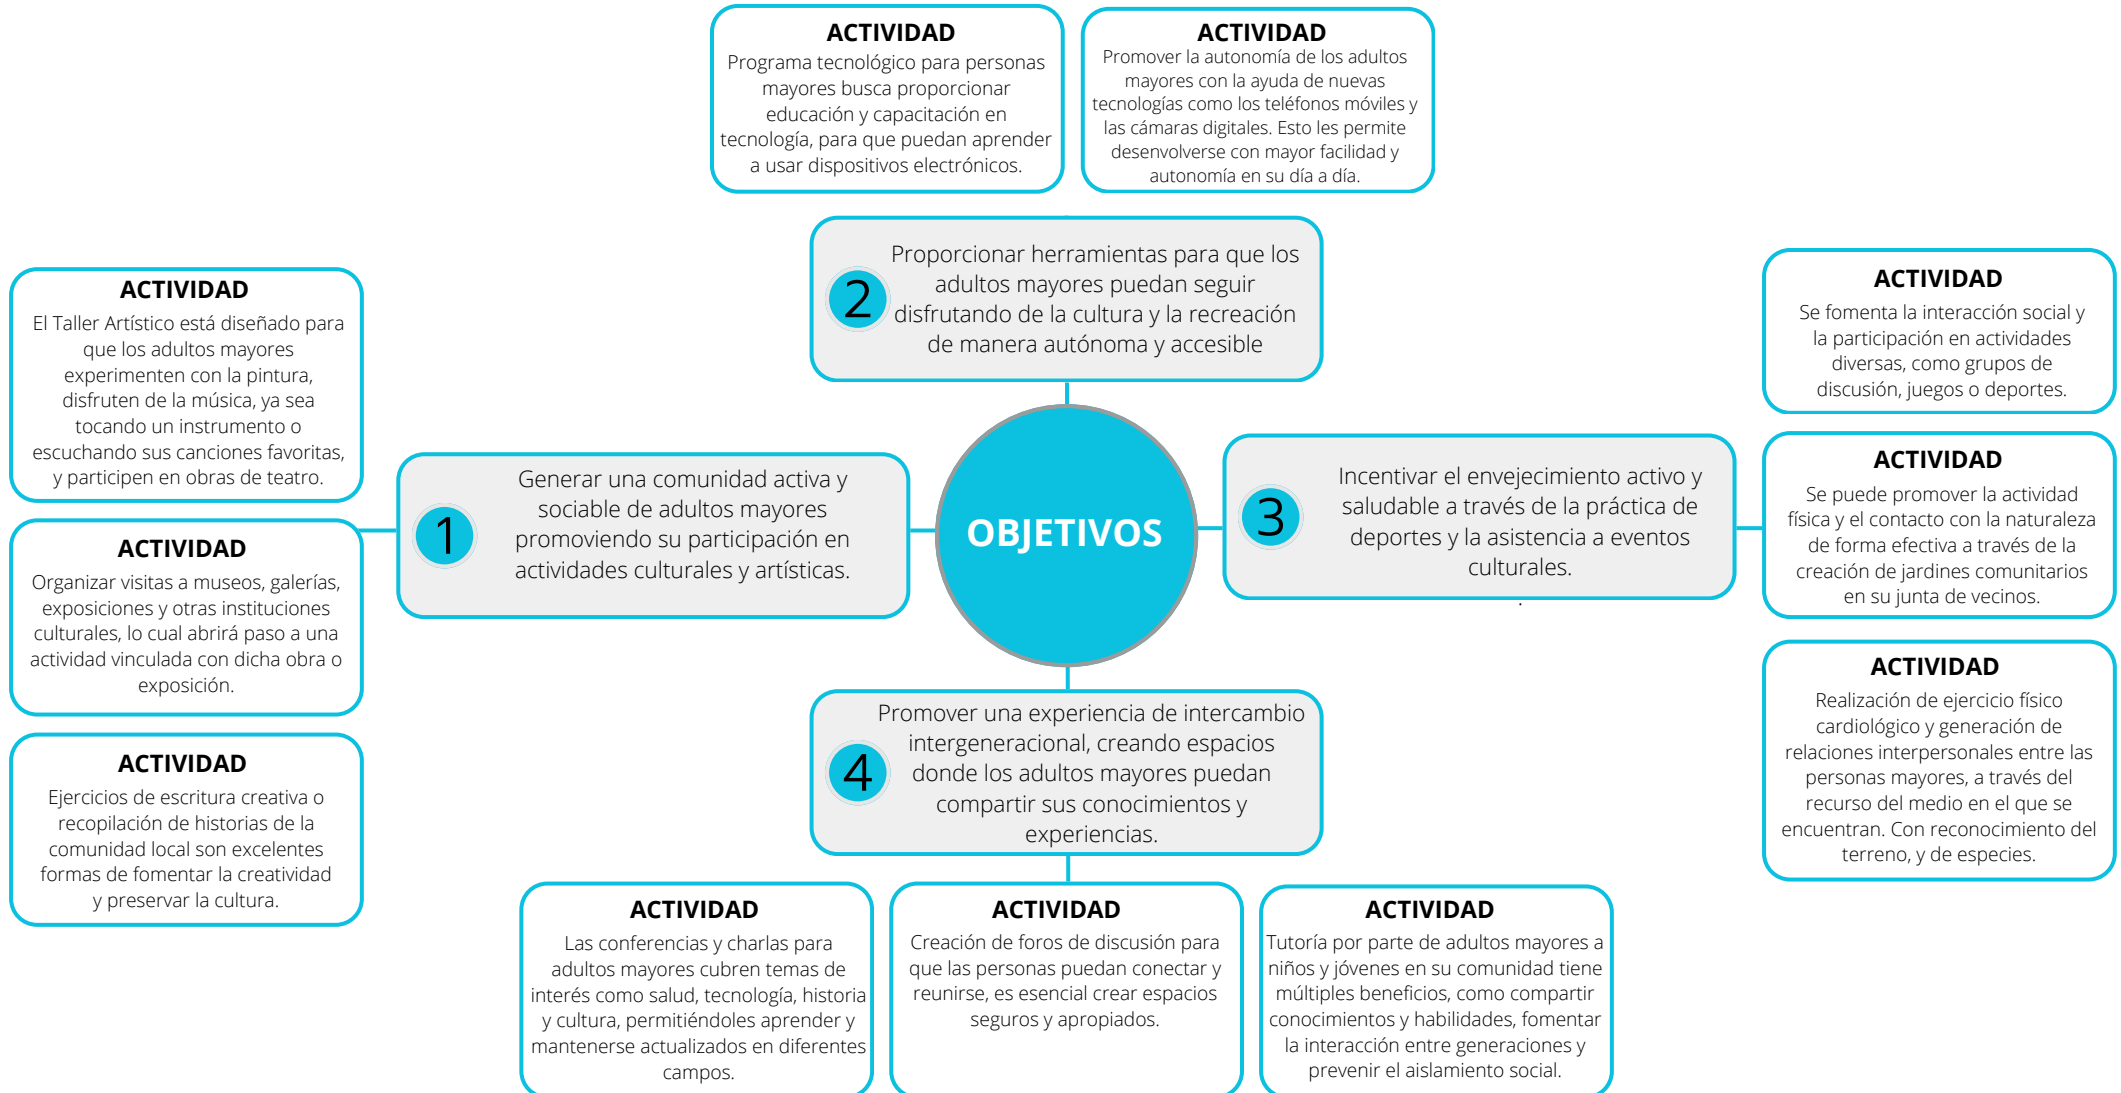 ACTIVIDAD
Programa tecnológico para personas
mayores busca proporcionar
educación y capacitación en
tecnología, para que puedan aprender
a usar dispositivos electrónicos.
ACTIVIDAD
Promover la autonomía de los adultos
mayores con la ayuda de nuevas
tecnologías como los teléfonos móviles y
las cámaras digitales. Esto les permite
desenvolverse con mayor facilidad y
autonomía en su día a día.
2
Proporcionar herramientas para que los
adultos mayores puedan seguir
disfrutando de la cultura y la recreación
de manera autónoma y accesible
ACTIVIDAD
El Taller Artístico está diseñado para
que los adultos mayores
experimenten con la pintura,
disfruten de la música, ya sea
tocando un instrumento o
escuchando sus canciones favoritas,
y participen en obras de teatro.
ACTIVIDAD
Organizar visitas a museos, galerías,
exposiciones y otras instituciones
culturales, lo cual abrirá paso a una
actividad vinculada con dicha obra o
exposición.
ACTIVIDAD
Ejercicios de escritura creativa o
recopilación de historias de la
comunidad local son excelentes
formas de fomentar la creatividad
y preservar la cultura.
1
Generar una comunidad activa y
sociable de adultos mayores
promoviendo su participación en
actividades culturales y artísticas.
OBJETIVOS
3
Incentivar el envejecimiento activo y
saludable a través de la práctica de
deportes y la asistencia a eventos
culturales.
.
ACTIVIDAD
Se fomenta la interacción social y
la participación en actividades
diversas, como grupos de
discusión, juegos o deportes.
ACTIVIDAD
Se puede promover la actividad
física y el contacto con la naturaleza
de forma efectiva a través de la
creación de jardines comunitarios
en su junta de vecinos.
ACTIVIDAD
Realización de ejercicio físico
cardiológico y generación de
relaciones interpersonales entre las
personas mayores, a través del
recurso del medio en el que se
encuentran. Con reconocimiento del
terreno, y de especies.
4
Promover una experiencia de intercambio
intergeneracional, creando espacios
donde los adultos mayores puedan
compartir sus conocimientos y
experiencias.
ACTIVIDAD
Las conferencias y charlas para
adultos mayores cubren temas de
interés como salud, tecnología, historia
y cultura, permitiéndoles aprender y
mantenerse actualizados en diferentes
campos.
ACTIVIDAD
Creación de foros de discusión para
que las personas puedan conectar y
reunirse, es esencial crear espacios
seguros y apropiados.
ACTIVIDAD
Tutoría por parte de adultos mayores a
niños y jóvenes en su comunidad tiene
múltiples beneficios, como compartir
conocimientos y habilidades, fomentar
la interacción entre generaciones y
prevenir el aislamiento social.